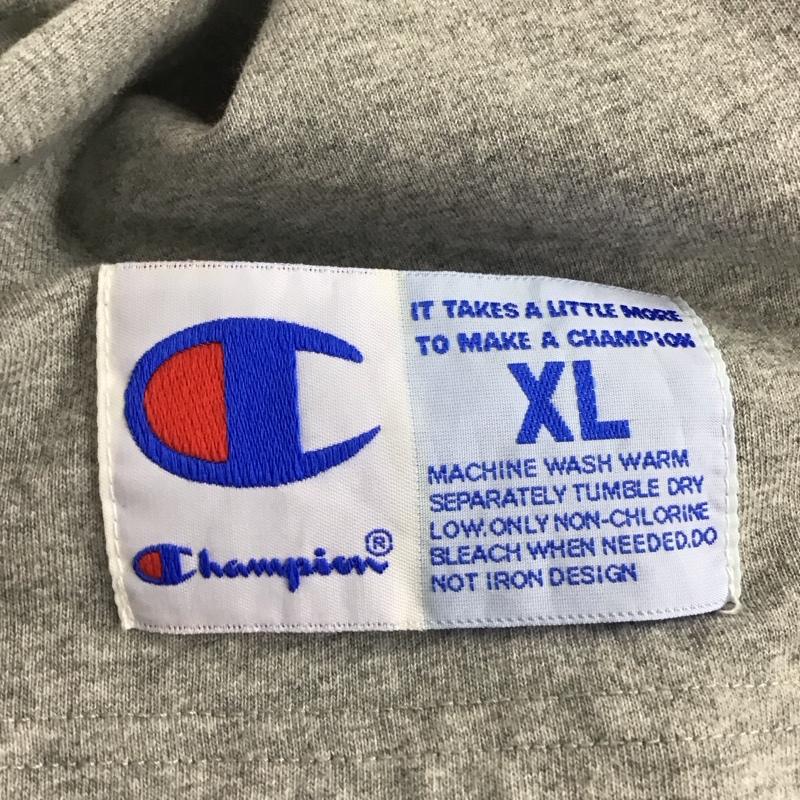 Champion®
IT TAKES A LITTLE MORE
TO MAKE A CHAMPION
XL
MACHINE WASH WARM
SEPARATELY TUMBLE DRY
LOW.ONLY NON-CHLORINE
BLEACH WHEN NEEDED.DO
NOT IRON DESIGN